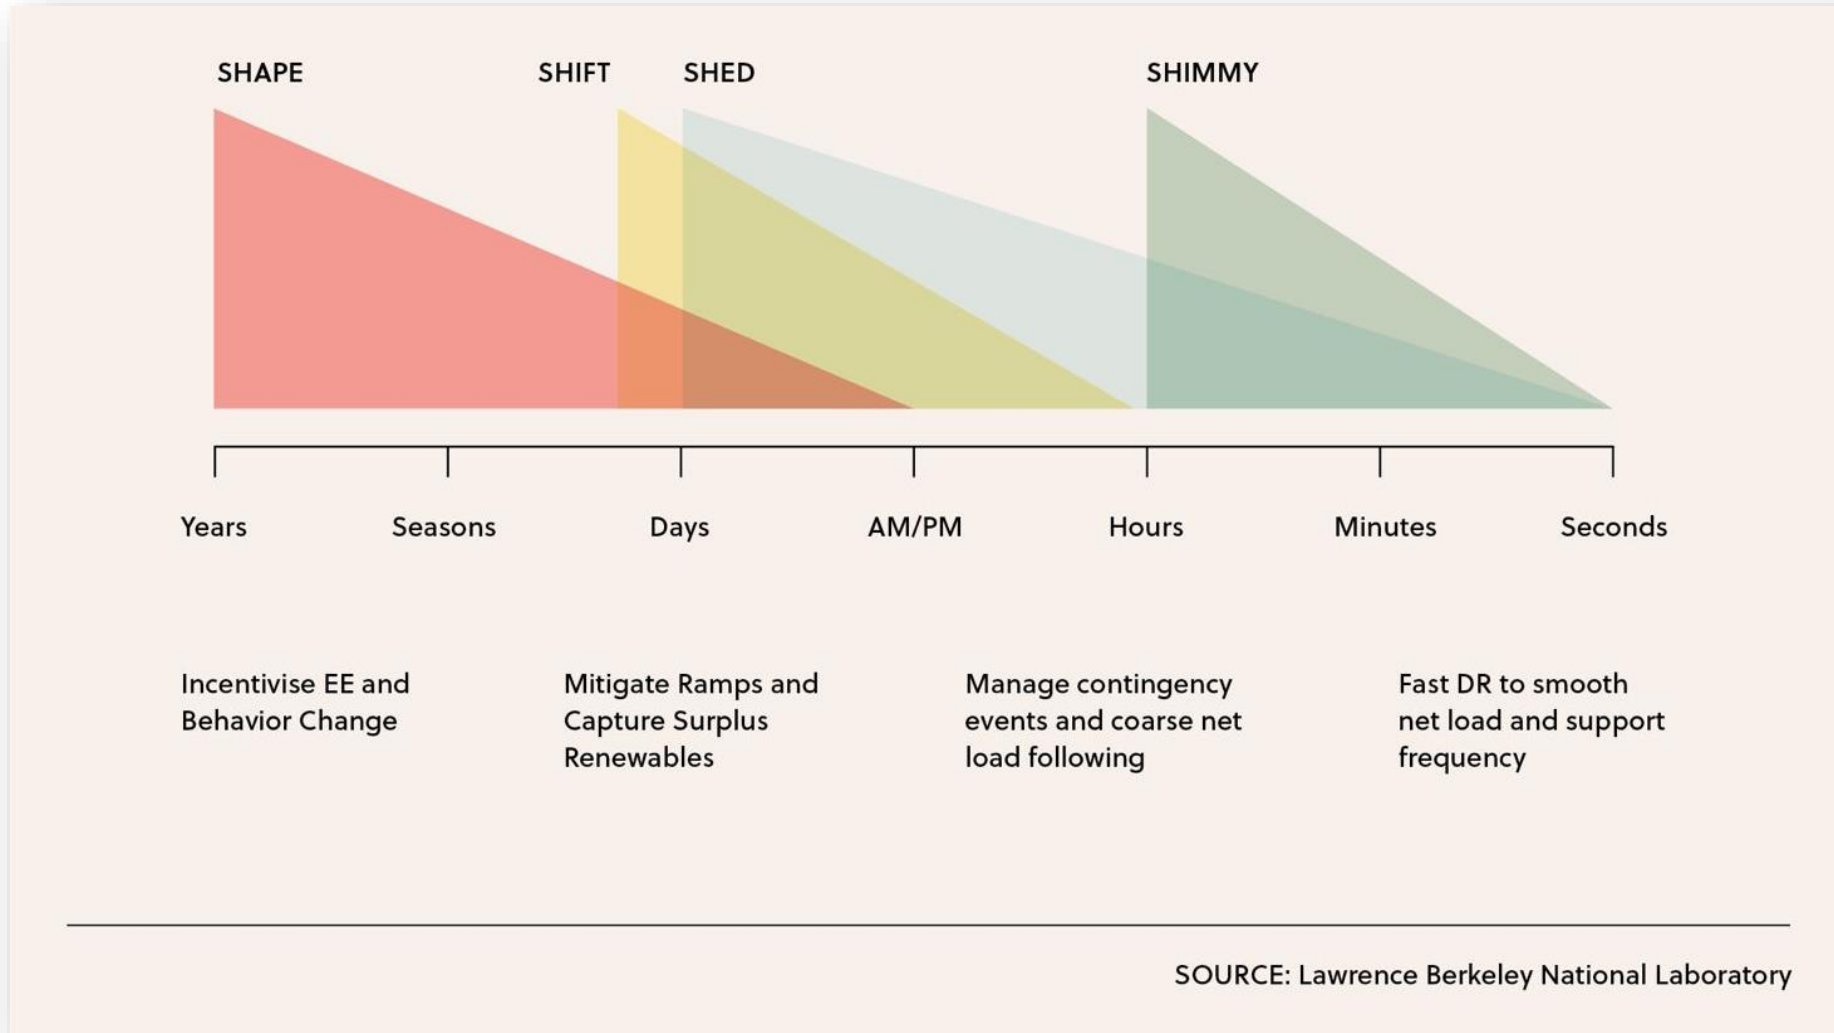 SHAPE SHIFT SHED SHIMMY
Years Seasons Days AM/PM Hours Minutes Seconds
Incentivise EE and
Behavior Change
Mitigate Ramps and
Capture Surplus
Renewables
Manage contingency
events and coarse net
load following
Fast DR to smooth
net load and support
frequency
SOURCE: Lawrence Berkeley National Laboratory